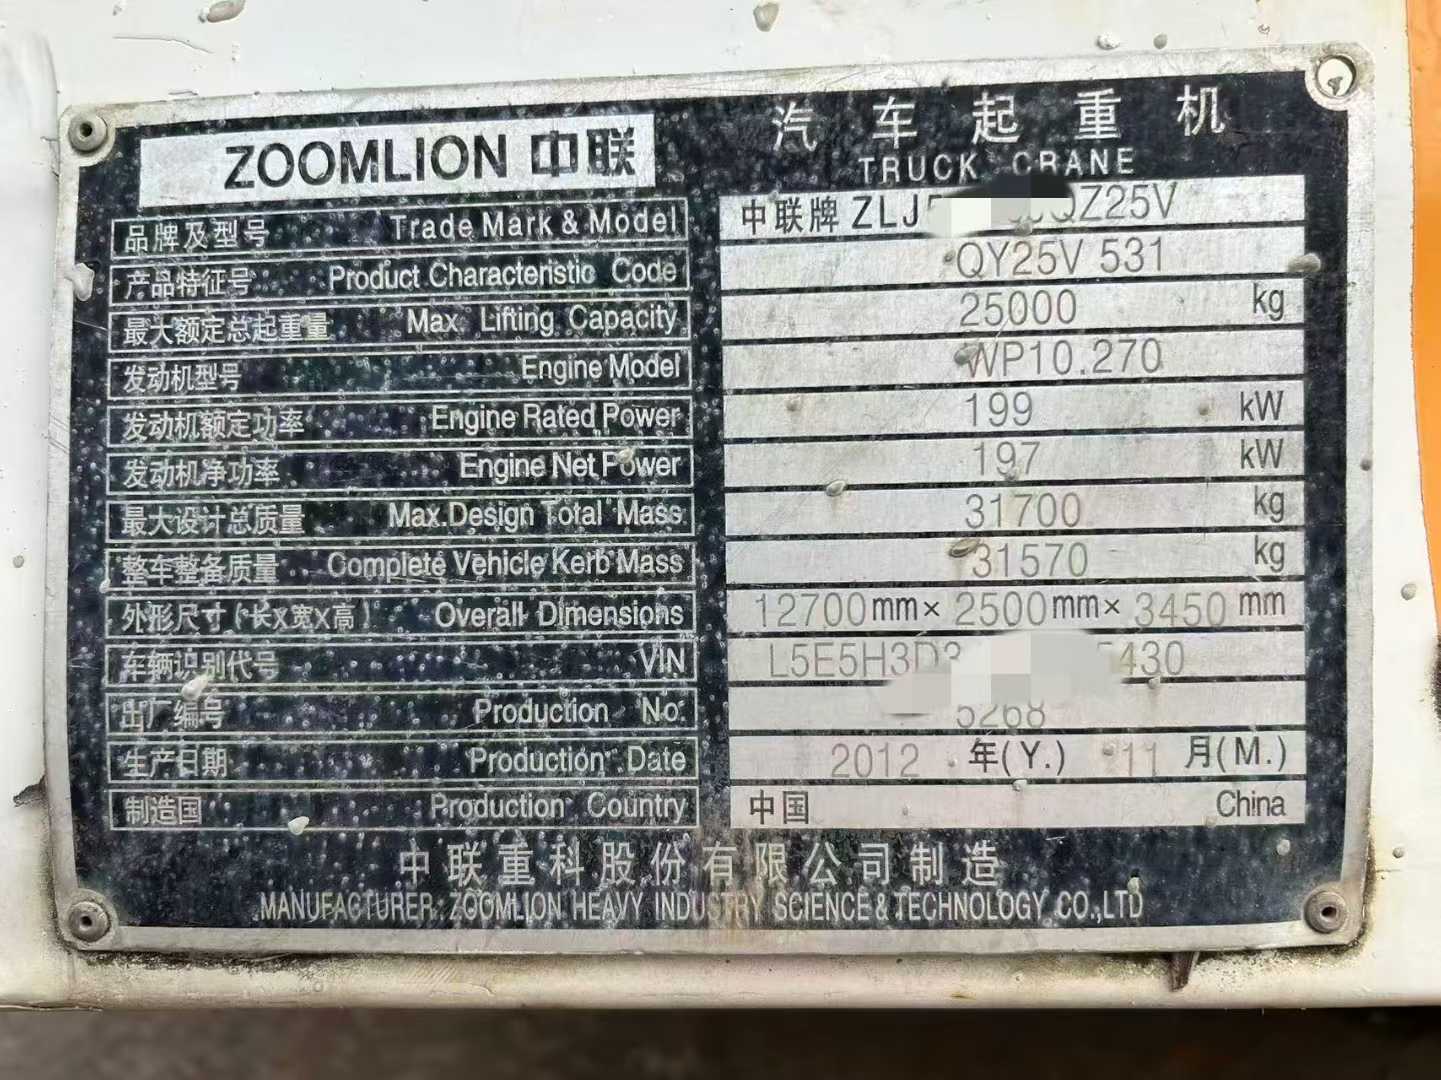 ZOOMLION 中联
汽车起重机
TRUCK CRANE
品牌及型号 Trade Mark & Model 中联牌 ZLJ QZ25V
产品特征号 Product Characteristic Code QY25V 531
最大额定总起重量 Max. Lifting Capacity 25000 kg
发动机型号 Engine Model WP10.270
发动机额定功率 Engine Rated Power 199 kW
发动机净功率 Engine Net Power 197 kW
最大设计总质量 Max.Design Total Mass 31700 kg
整车整备质量 Complete Vehicle Kerb Mass 31570 kg
外形尺寸(长X宽X高) Overall Dimensions 12700mm× 2500mm× 3450 mm
车辆识别代号 VIN L5E5H3D3 5430
出厂编号 Production No. 5268
生产日期 Production Date 2012 年(Y.) 11 月(M.)
制造国 Production Country 中国 China
中联重科股份有限公司制造
MANUFACTURER: ZOOMLION HEAVY INDUSTRY SCIENCE & TECHNOLOGY CO.,LTD